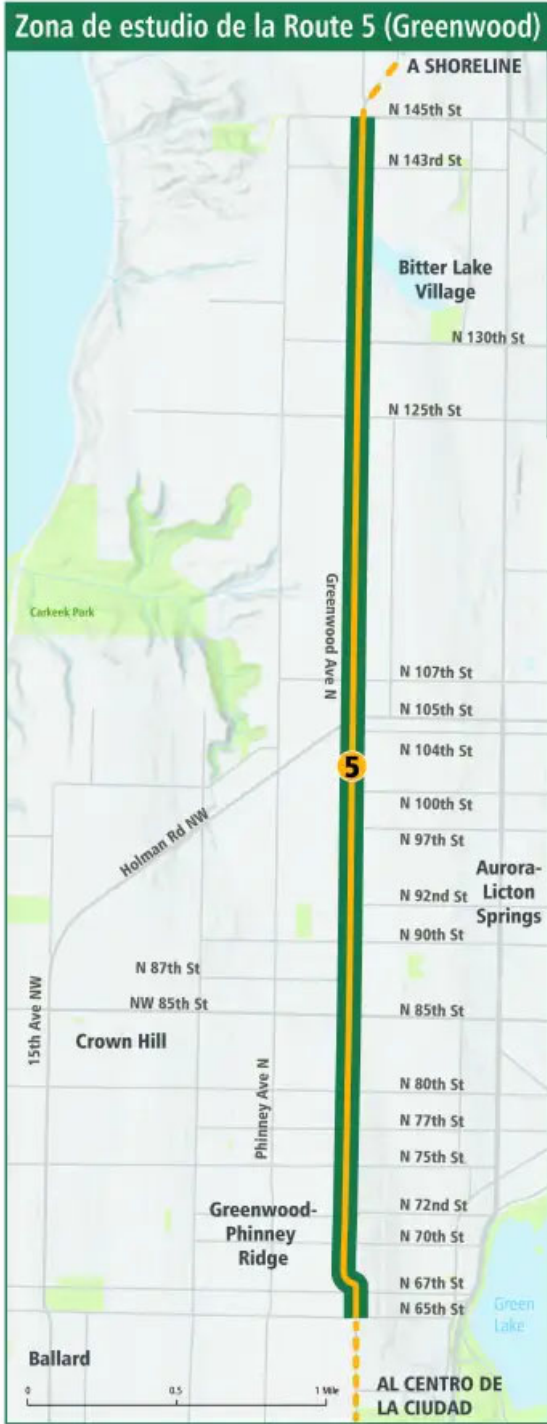 Zona de estudio de la Route 5 (Greenwood)
A SHORELINE
N 145th St
N 143rd St
Bitter Lake
Village
N 130th St
N 125th St
Greenwood Ave N
Carkeek Park
N 107th St
N 105th St
N 104th St
5
N 100th St
Holman Rd NW
N 97th St
Aurora-
Licton
Springs
N 92nd St
N 90th St
N 87th St
NW 85th St
N 85th St
15th Ave NW
Crown Hill
Phinney Ave N
N 80th St
N 77th St
N 75th St
Greenwood-
Phinney
Ridge
N 72nd St
N 70th St
N 67th St
N 65th St
Green
Lake
Ballard
0 0.5 1 Mile
AL CENTRO DE
LA CIUDAD